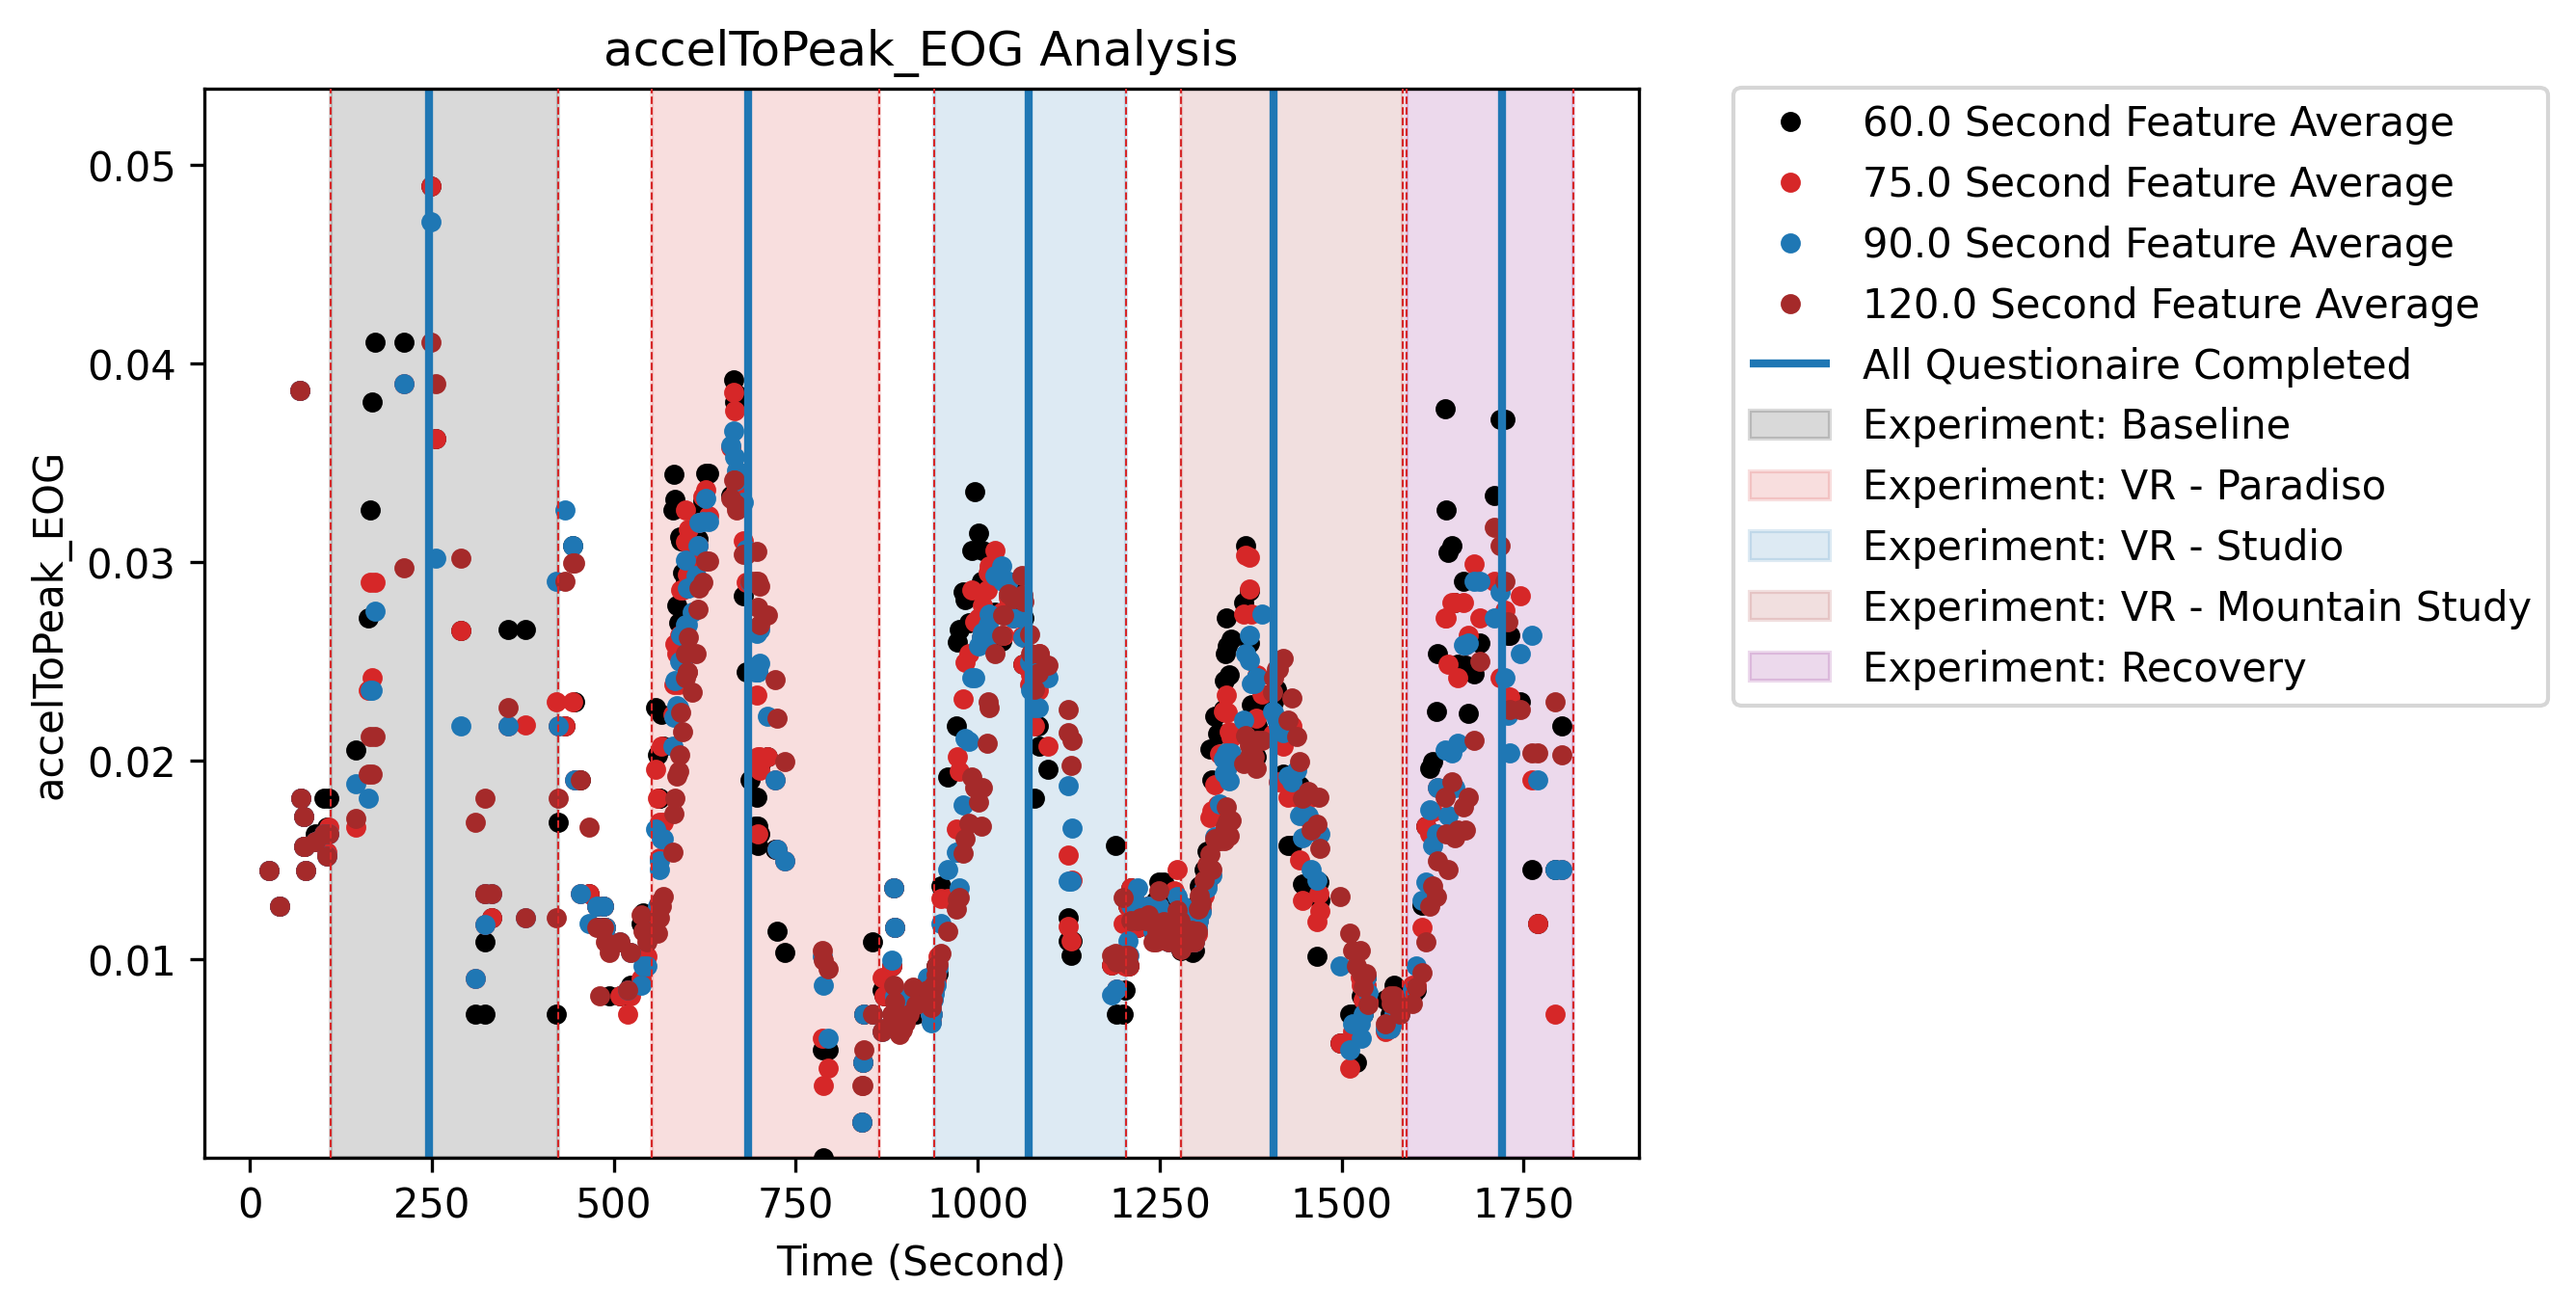 accelToPeak_EOG Analysis
accelToPeak_EOG
0.05
0.04
0.03
0.02
0.01
0
250
500
750
1000
1250
1500
1750
Time (Second)
60.0 Second Feature Average
75.0 Second Feature Average
90.0 Second Feature Average
120.0 Second Feature Average
All Questionaire Completed
Experiment: Baseline
Experiment: VR - Paradiso
Experiment: VR - Studio
Experiment: VR - Mountain Study
Experiment: Recovery